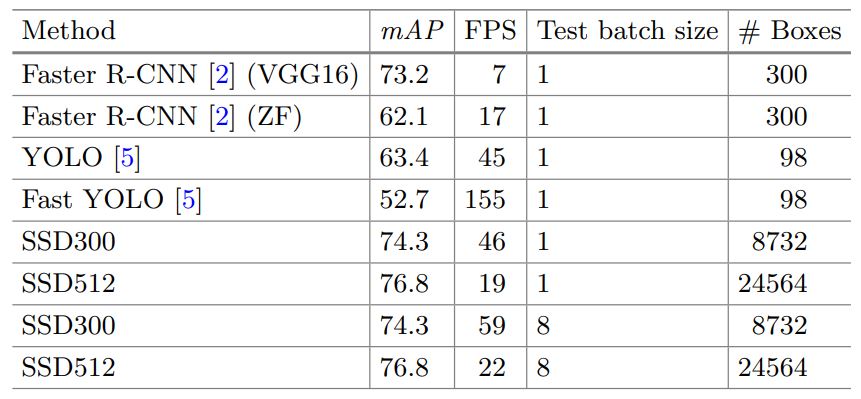 Method mAP FPS Test batch size # Boxes
Faster R-CNN [2] (VGG16) 73.2 7 1 300
Faster R-CNN [2] (ZF) 62.1 17 1 300
YOLO [5] 63.4 45 1 98
Fast YOLO [5] 52.7 155 1 98
SSD300 74.3 46 1 8732
SSD512 76.8 19 1 24564
SSD300 74.3 59 8 8732
SSD512 76.8 22 8 24564